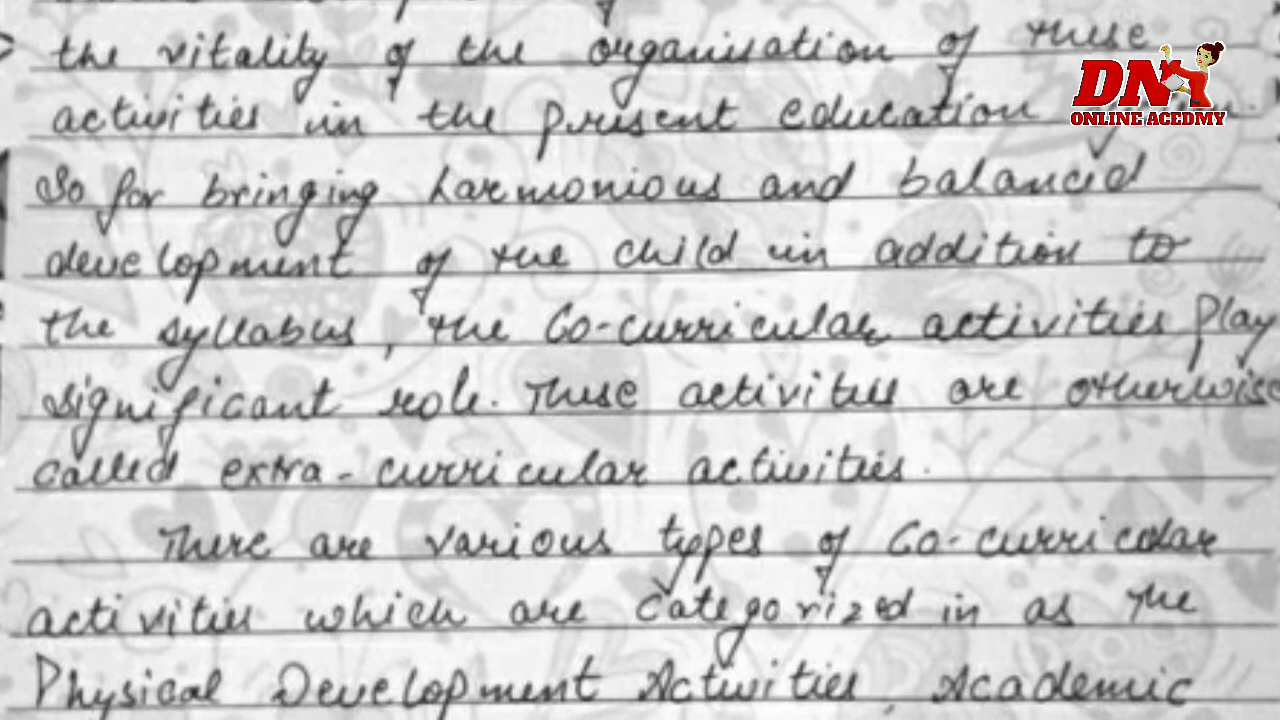 the vitality of the organisation of these
activities in the present education
So for bringing harmonious and balanced
development of the child in addition to
the syllabus, the Co-curricular activities Play
significant role. These activities are otherwise
called extra-curricular activities.
There are various types of Co-curricular
activities which are categorized in as the
Physical Development Activities, Academic
DN
ONLINE ACEDMY